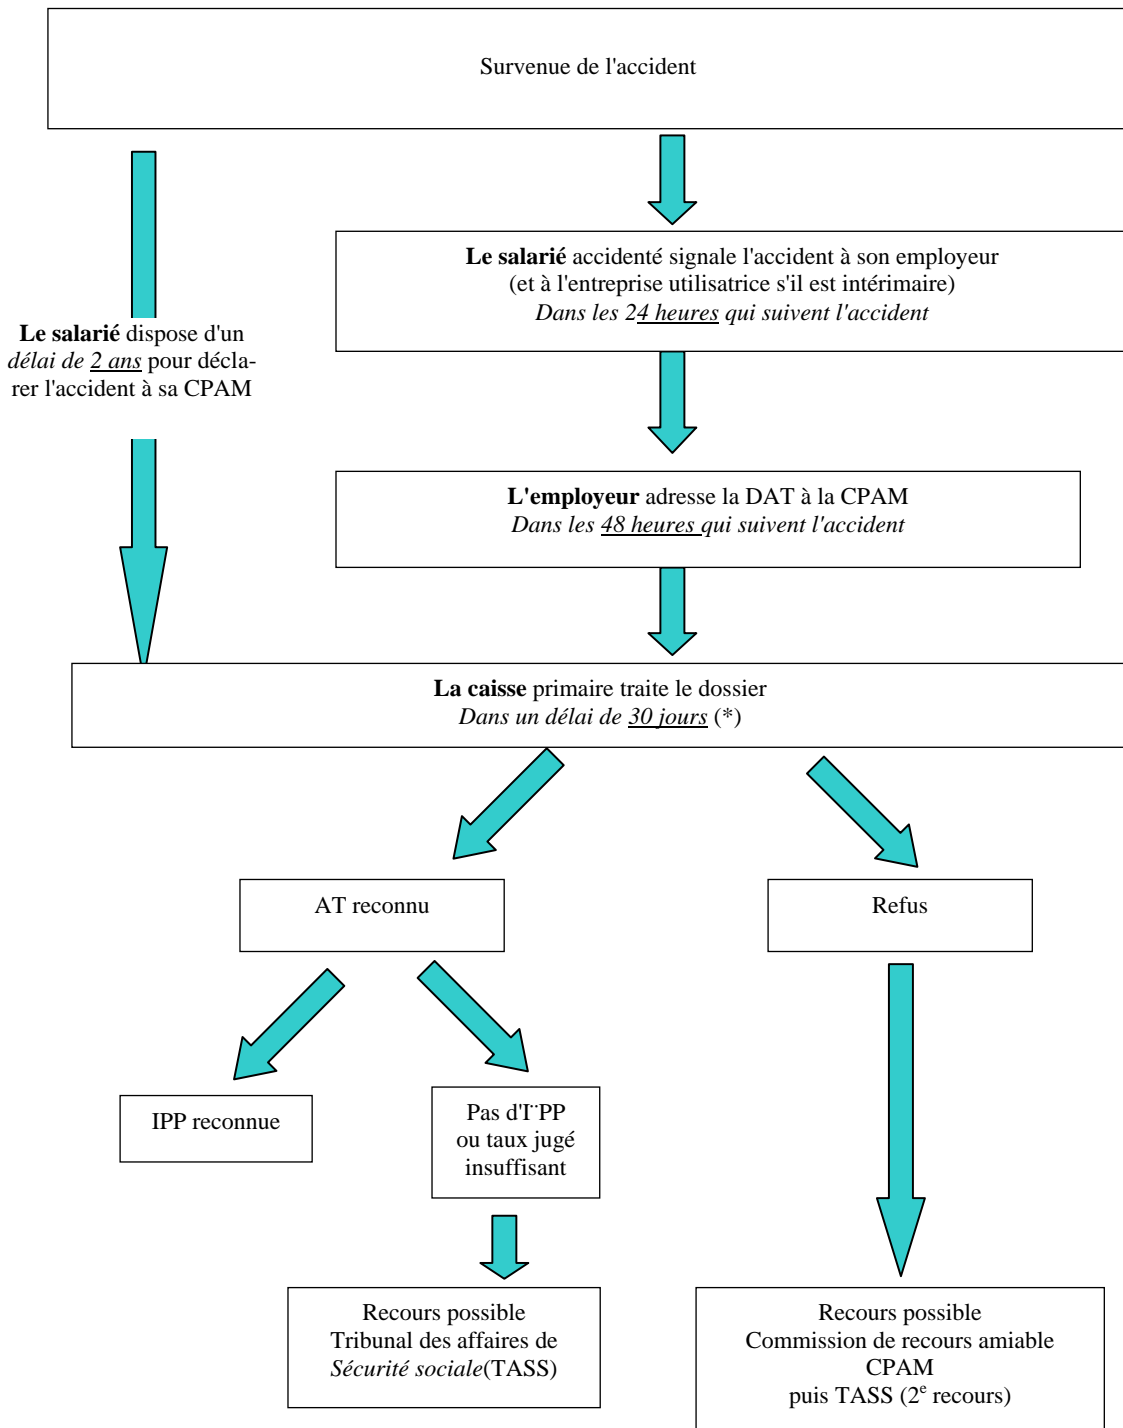 Survenue de l'accident
Le salarié accidenté signale l'accident à son employeur
(et à l'entreprise utilisatrice s'il est intérimaire)
Dans les 24 heures qui suivent l'accident
Le salarié dispose d'un
délai de 2 ans pour décla-
rer l'accident à sa CPAM
L'employeur adresse la DAT à la CPAM
Dans les 48 heures qui suivent l'accident
La caisse primaire traite le dossier
Dans un délai de 30 jours (*)
AT reconnu
Refus
IPP reconnue
Pas d'I¨PP
ou taux jugé
insuffisant
Recours possible
Tribunal des affaires de
Sécurité sociale(TASS)
Recours possible
Commission de recours amiable
CPAM
puis TASS (2e recours)